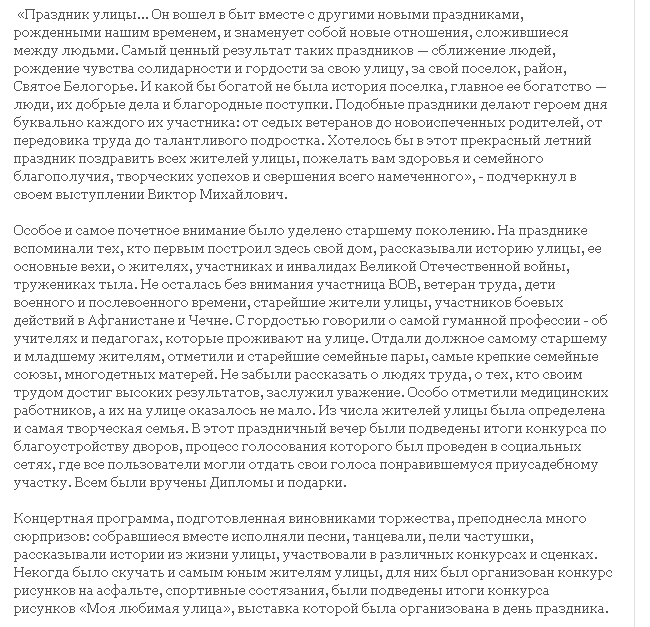 «Праздник улицы... Он вошел в быт вместе с другими новыми праздниками,
рожденными нашим временем, и знаменует собой новые отношения, сложившиеся
между людьми. Самый ценный результат таких праздников — сближение людей,
рождение чувства солидарности и гордости за свою улицу, за свой поселок, район,
Святое Белогорье. И какой бы богатой не была история поселка, главное ее богатство —
люди, их добрые дела и благородные поступки. Подобные праздники делают героем дня
буквально каждого их участника: от седых ветеранов до новоиспеченных родителей, от
передовика труда до талантливого подростка. Хотелось бы в этот прекрасный летний
праздник поздравить всех жителей улицы, пожелать вам здоровья и семейного
благополучия, творческих успехов и свершения всего намеченного», - подчеркнул в
своем выступлении Виктор Михайлович.
Особое и самое почетное внимание было уделено старшему поколению. На празднике
вспоминали тех, кто первым построил здесь свой дом, рассказывали историю улицы, ее
основные вехи, о жителях, участниках и инвалидах Великой Отечественной войны,
тружениках тыла. Не осталась без внимания участница ВОВ, ветеран труда, дети
военного и послевоенного времени, старейшие жители улицы, участников боевых
действий в Афганистане и Чечне. С гордостью говорили о самой гуманной профессии - об
учителях и педагогах, которые проживают на улице. Отдали должное самому старшему
и младшему жителям, отметили и старейшие семейные пары, самые крепкие семейные
союзы, многодетных матерей. Не забыли рассказать о людях труда, о тех, кто своим
трудом достиг высоких результатов, заслужил уважение. Особо отметили медицинских
работников, а их на улице оказалось не мало. Из числа жителей улицы была определена
и самая творческая семья. В этот праздничный вечер были подведены итоги конкурса по
благоустройству дворов, процесс голосования которого был проведен в социальных
сетях, где все пользователи могли отдать свои голоса понравившемуся приусадебному
участку. Всем были вручены Дипломы и подарки.
Концертная программа, подготовленная виновниками торжества, преподнесла много
сюрпризов: собравшиеся вместе исполняли песни, танцевали, пели частушки,
рассказывали истории из жизни улицы, участвовали в различных конкурсах и сценках.
Некогда было скучать и самым юным жителям улицы, для них был организован конкурс
рисунков на асфальте, спортивные состязания, были подведены итоги конкурса
рисунков «Моя любимая улица», выставка которой была организована в день праздника.